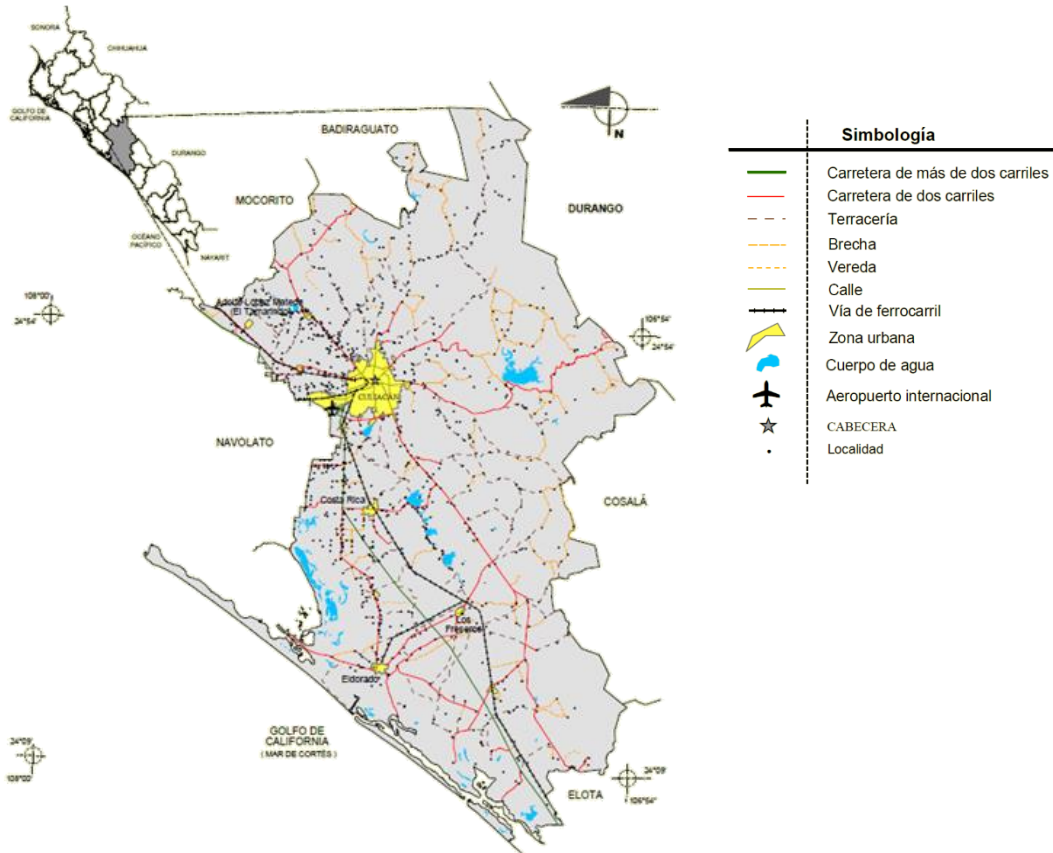 SONORA
CHIHUAHUA
GOLFO DE
CALIFORNIA
DURANGO
OCÉANO
PACÍFICO
NAYARIT
BADIRAGUATO
MOCORITO
DURANGO
N
108°00'
24°54'
106°54'
24°54'
Adolfo López Mateos
(El Tamarindo)
CULIACÁN
NAVOLATO
Costa Rica
COSALÁ
Los
Eldorado
GOLFO DE
CALIFORNIA
( MAR DE CORTÉS )
24°09'
108°00'
ELOTA
24°09'
106°54'
Simbología
Carretera de más de dos carriles
Carretera de dos carriles
Terracería
Brecha
Vereda
Calle
Vía de ferrocarril
Zona urbana
Cuerpo de agua
Aeropuerto internacional
CABECERA
Localidad